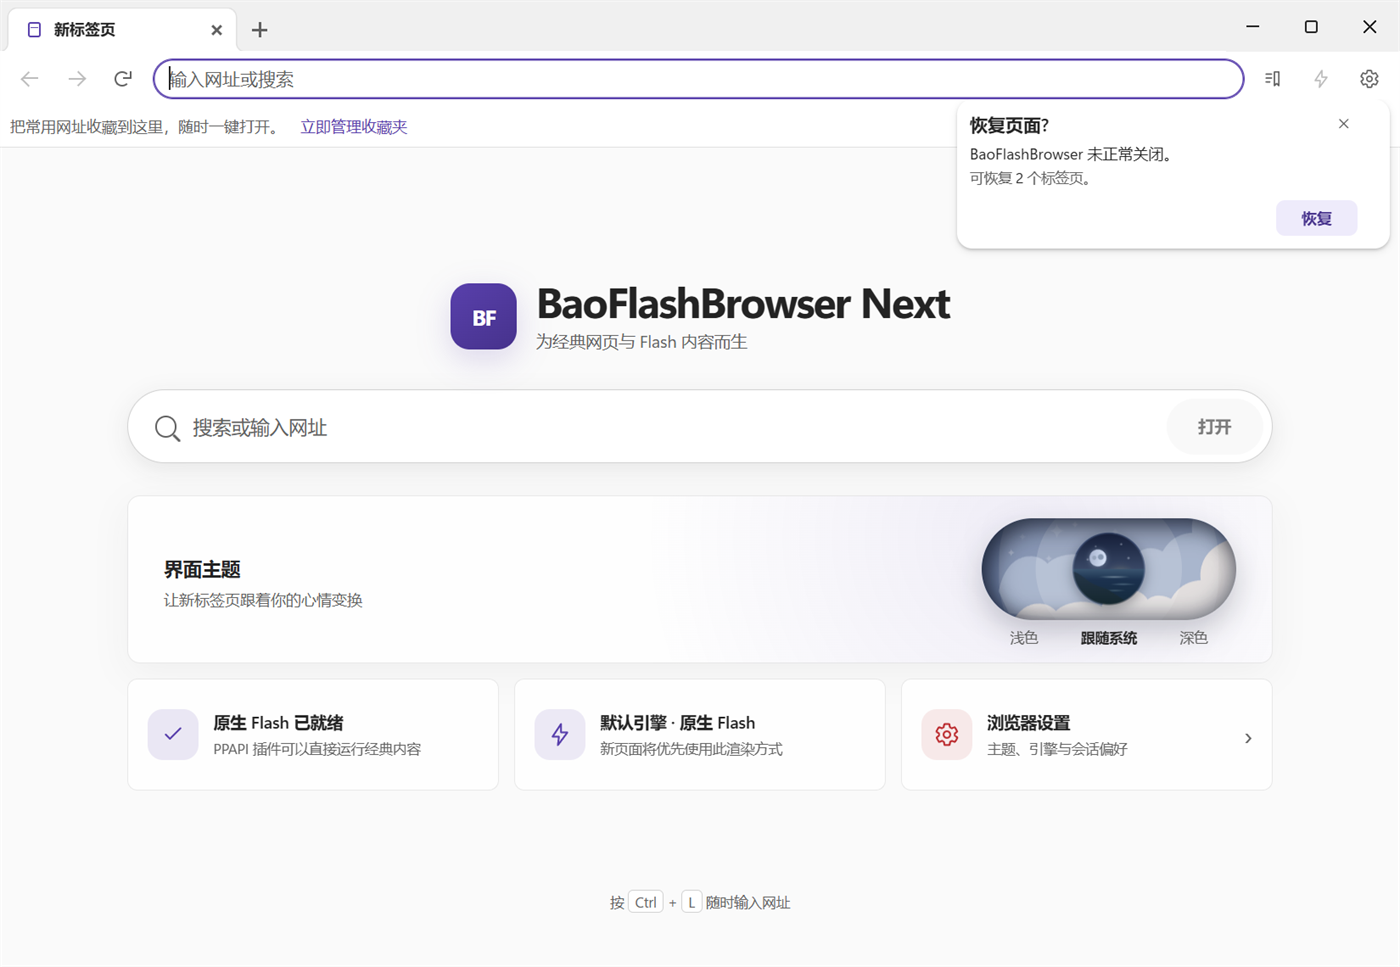 新标签页
输入网址或搜索
把常用网址收藏到这里，随时一键打开。 立即管理收藏夹
恢复页面?
BaoFlashBrowser 未正常关闭。
可恢复 2 个标签页。
恢复
BF
BaoFlashBrowser Next
为经典网页与 Flash 内容而生
搜索或输入网址
打开
界面主题
让新标签页跟着你的心情变换
浅色 跟随系统 深色
原生 Flash 已就绪
PPAPI 插件可以直接运行经典内容
默认引擎 · 原生 Flash
新页面将优先使用此渲染方式
浏览器设置
主题、引擎与会话偏好
按 Ctrl + L 随时输入网址